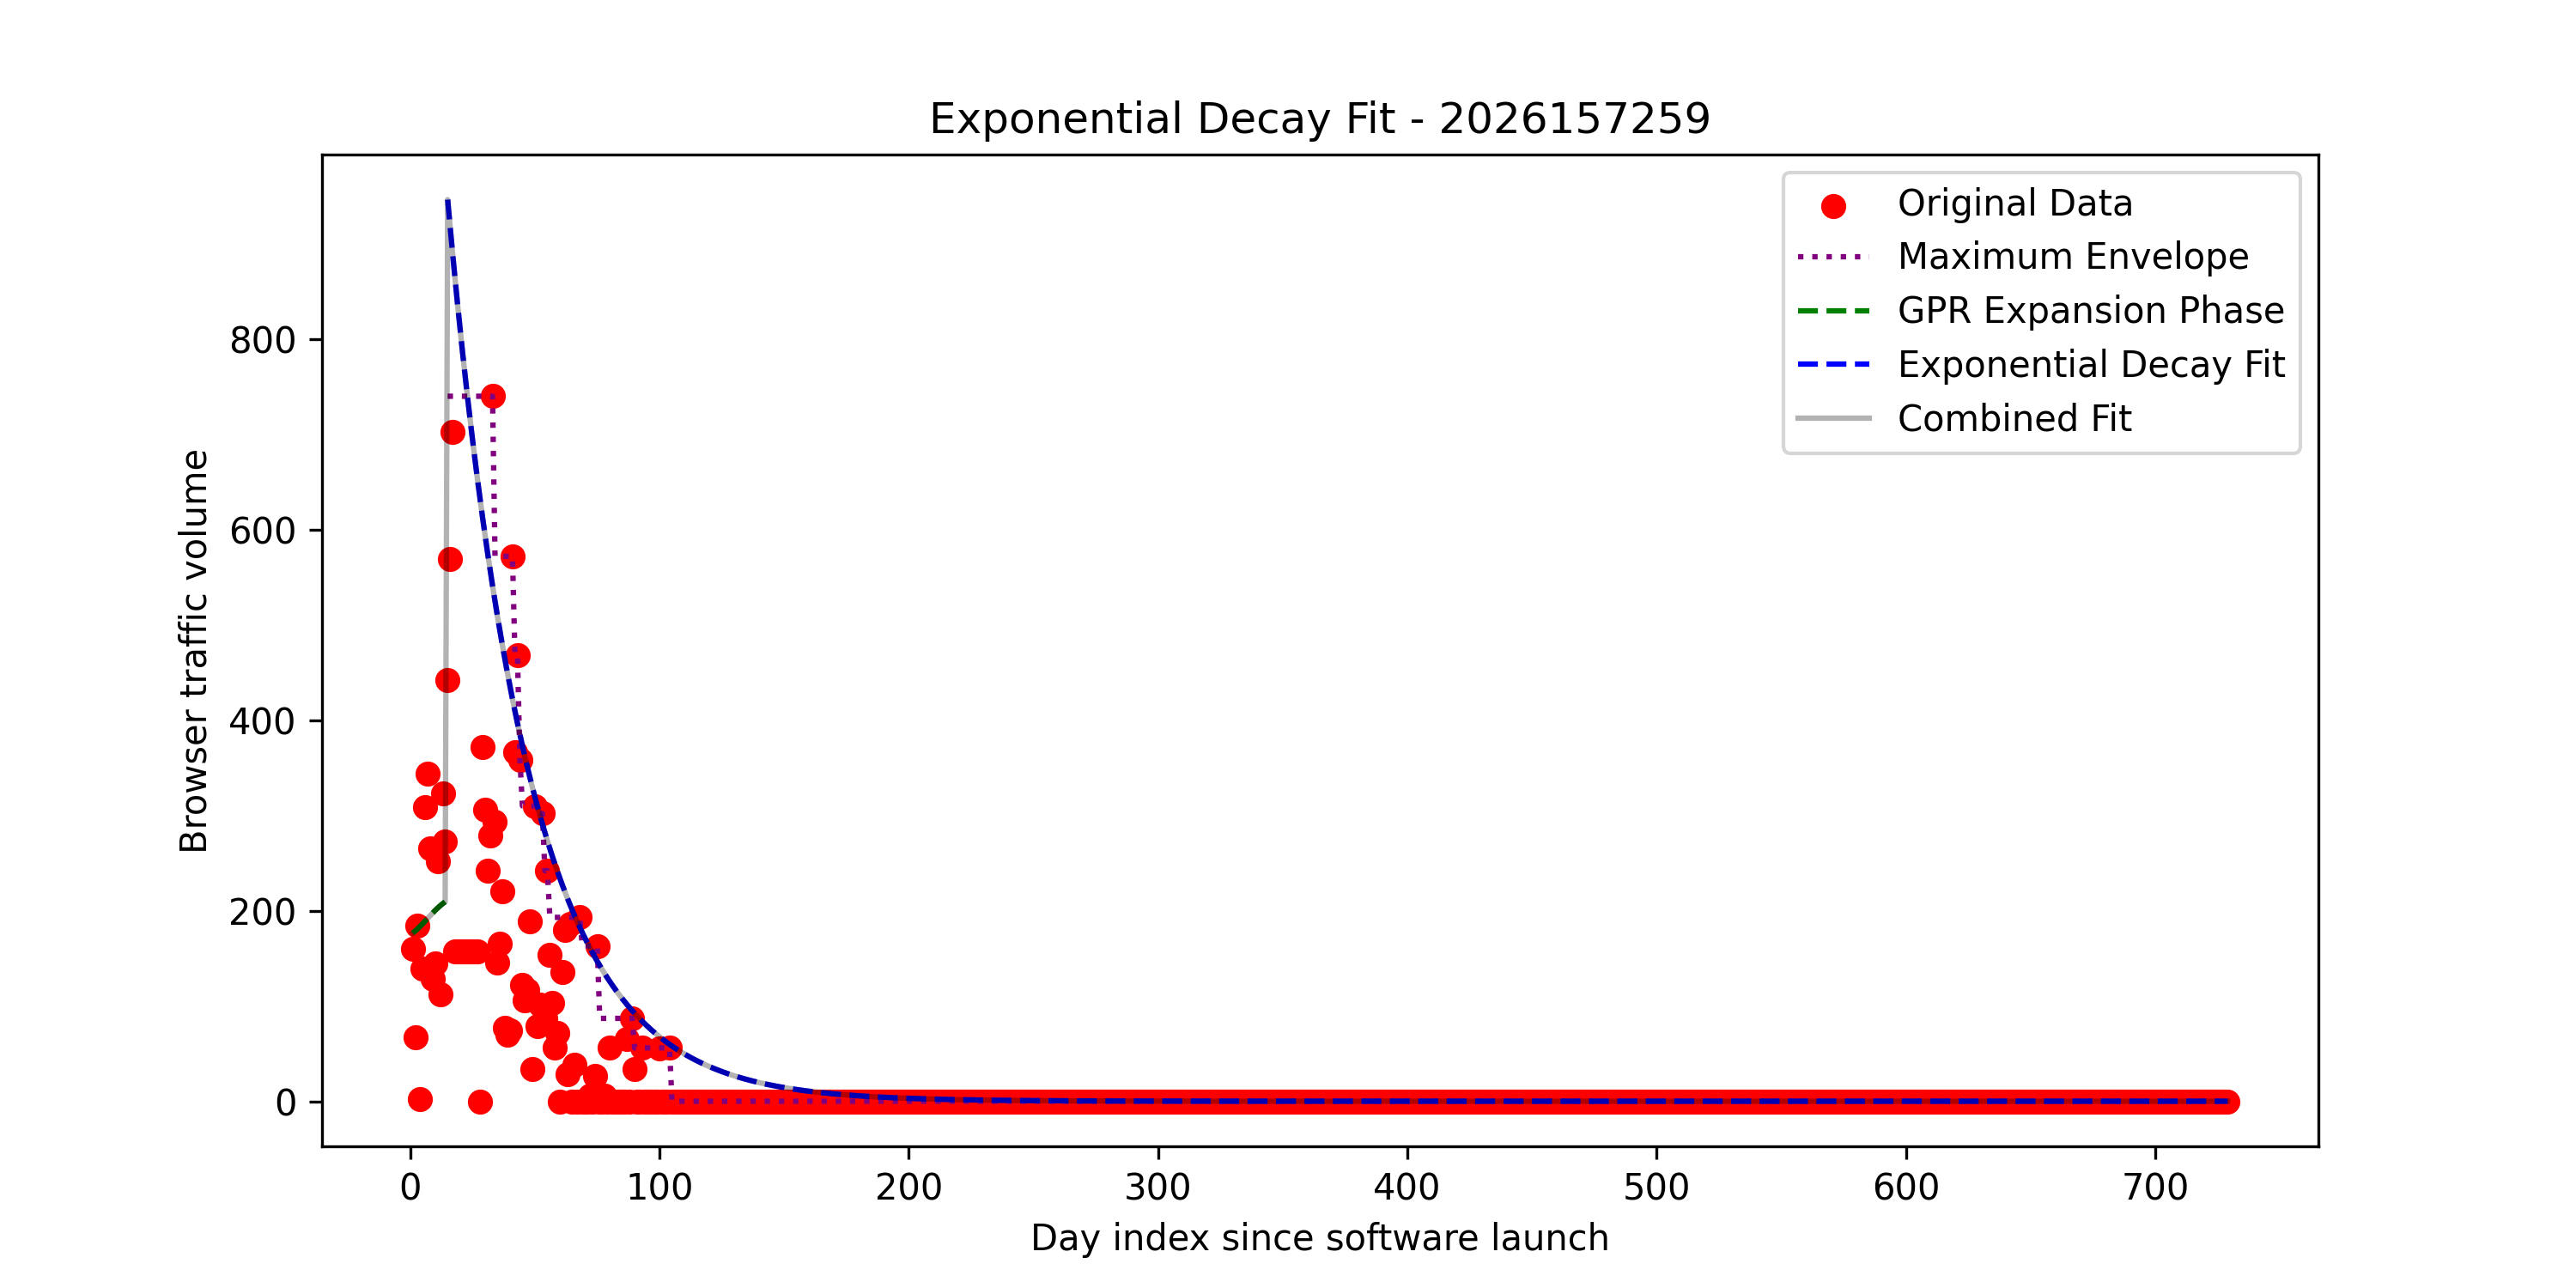 Exponential Decay Fit - 2026157259
Original Data
Maximum Envelope
GPR Expansion Phase
Exponential Decay Fit
Combined Fit
Browser traffic volume
800
600
400
200
0
0 100 200 300 400 500 600 700
Day index since software launch